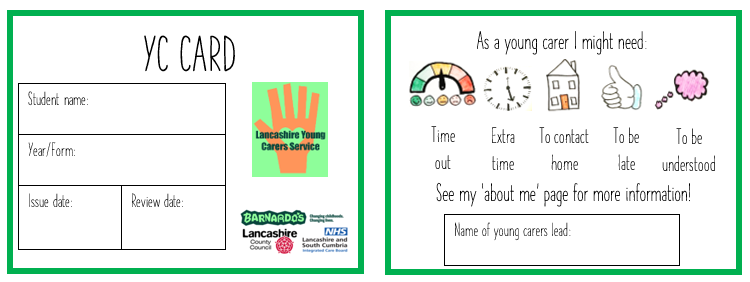 YC CARD
Student name:
Year/Form:
Issue date:
Review date:
Lancashire Young
Carers Service
BARNARDO'S
Changing childhoods.
Changing lives.
Lancashire
County
Council
NHS
Lancashire and
South Cumbria
Integrated Care Board
As a young carer I might need:
Time
out
Extra
time
To contact
home
To be
late
To be
understood
See my 'about me' page for more information!
Name of young carers lead: